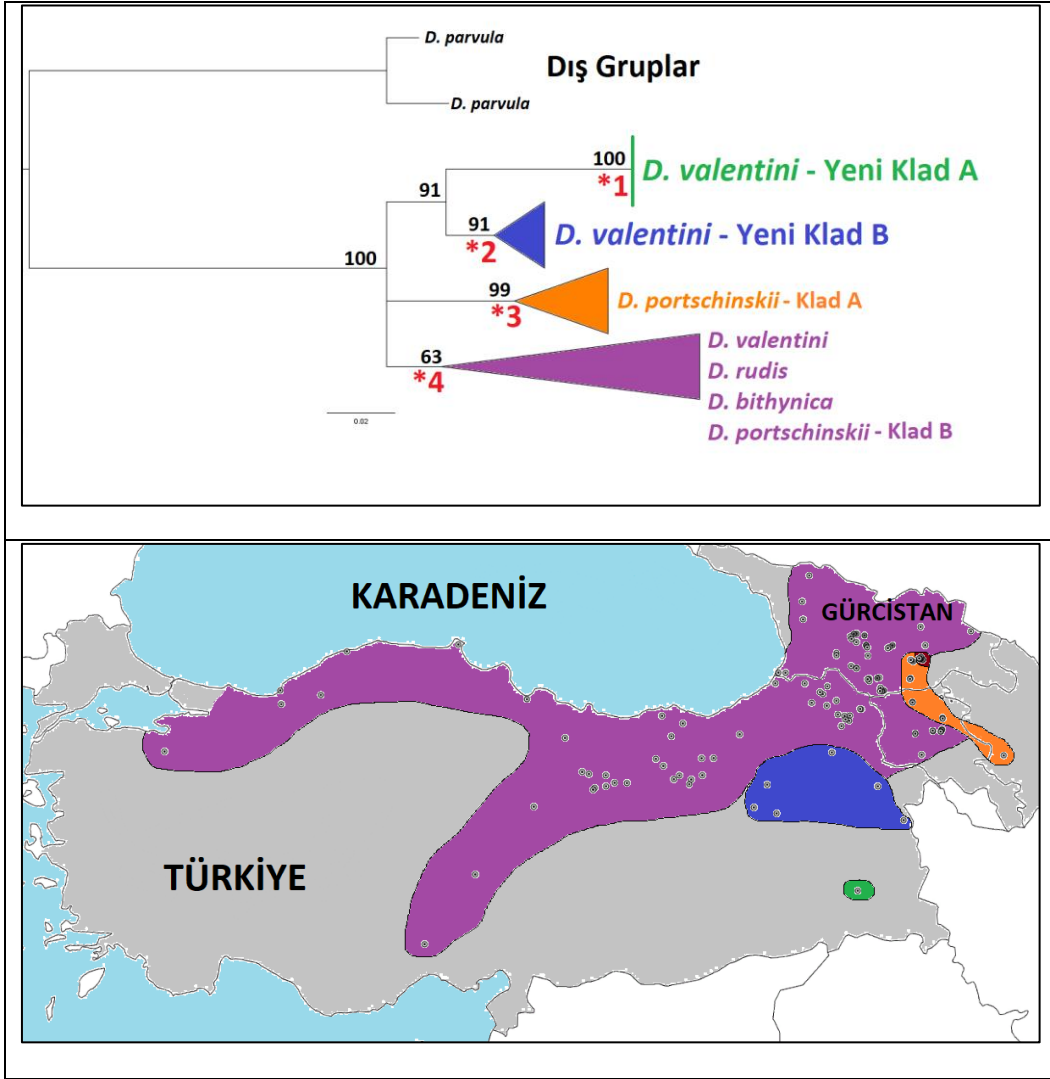 D. parvula
Dış Gruplar
D. parvula
100
*1
D. valentini - Yeni Klad A
91
91
*2
D. valentini - Yeni Klad B
100
99
*3
D. portschinskii - Klad A
63
*4
D. valentini
D. rudis
D. bithynica
D. portschinskii - Klad B
0.02
KARADENİZ
GÜRCİSTAN
TÜRKİYE